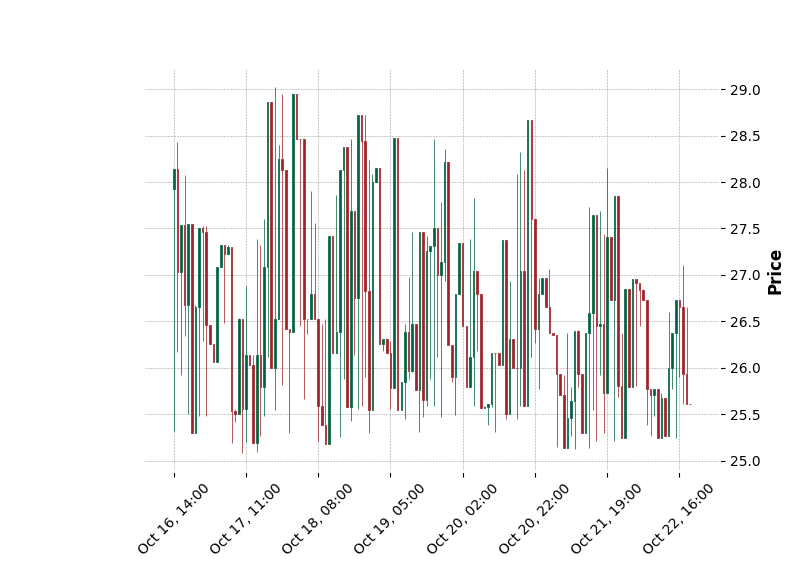 29.0
28.5
28.0
27.5
27.0
26.5
26.0
25.5
25.0
Price
Oct 16, 14:00
Oct 17, 11:00
Oct 18, 08:00
Oct 19, 05:00
Oct 20, 02:00
Oct 20, 22:00
Oct 21, 19:00
Oct 22, 16:00